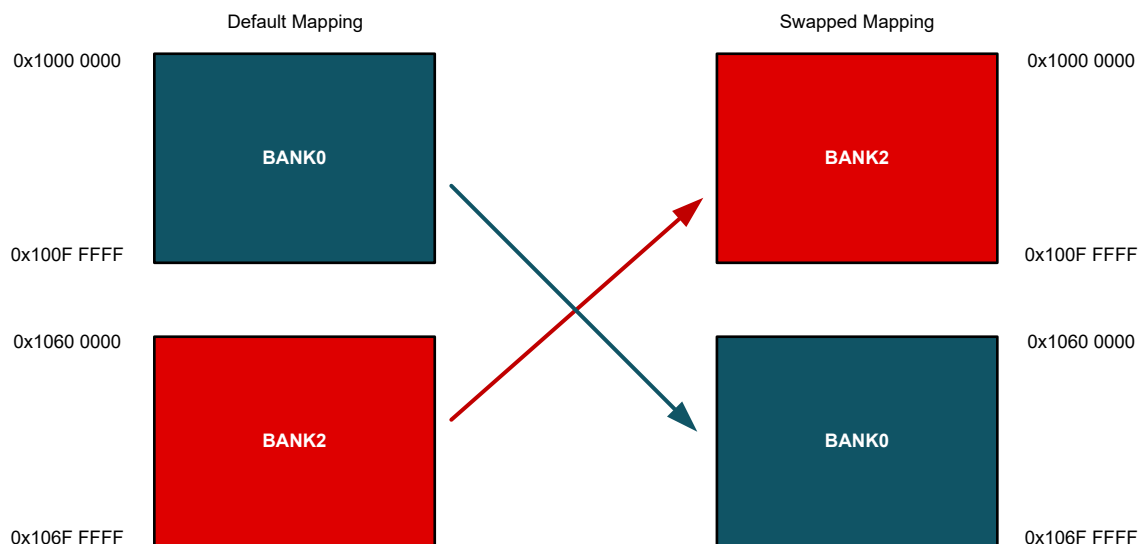 Default Mapping
Swapped Mapping
0x1000 0000
0x1000 0000
BANK0
BANK2
0x100F FFFF
0x100F FFFF
0x1060 0000
0x1060 0000
BANK2
BANK0
0x106F FFFF
0x106F FFFF